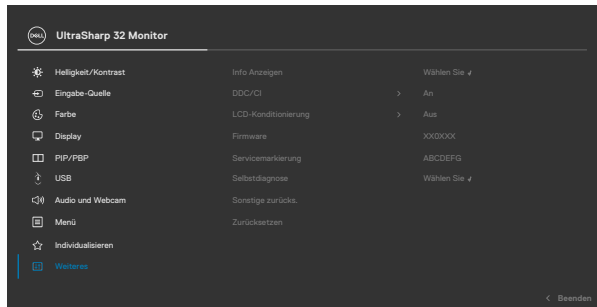 DELL UltraSharp 32 Monitor
Helligkeit/Kontrast Info Anzeigen Wählen Sie
Eingabe-Quelle DDC/CI > An
Farbe LCD-Konditionierung > Aus
Display Firmware XX0XXX
PIP/PBP Servicemarkierung ABCDEFG
USB Selbstdiagnose Wählen Sie
Audio und Webcam Sonstige zurücks.
Menü Zurücksetzen
Individualisieren
Weiteres
< Beenden